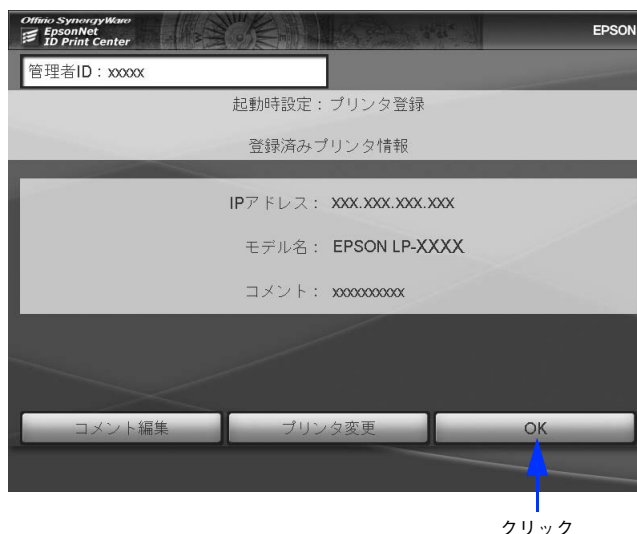 Offirio SynergyWare
EpsonNet
ID Print Center
EPSON
管理者ID：xxxxx
起動時設定：プリンタ登録
登録済みプリンタ情報
IPアドレス： XXX.XXX.XXX.XXX
モデル名： EPSON LP-XXXX
コメント： xxxxxxxxxx
コメント編集 プリンタ変更 OK
クリック